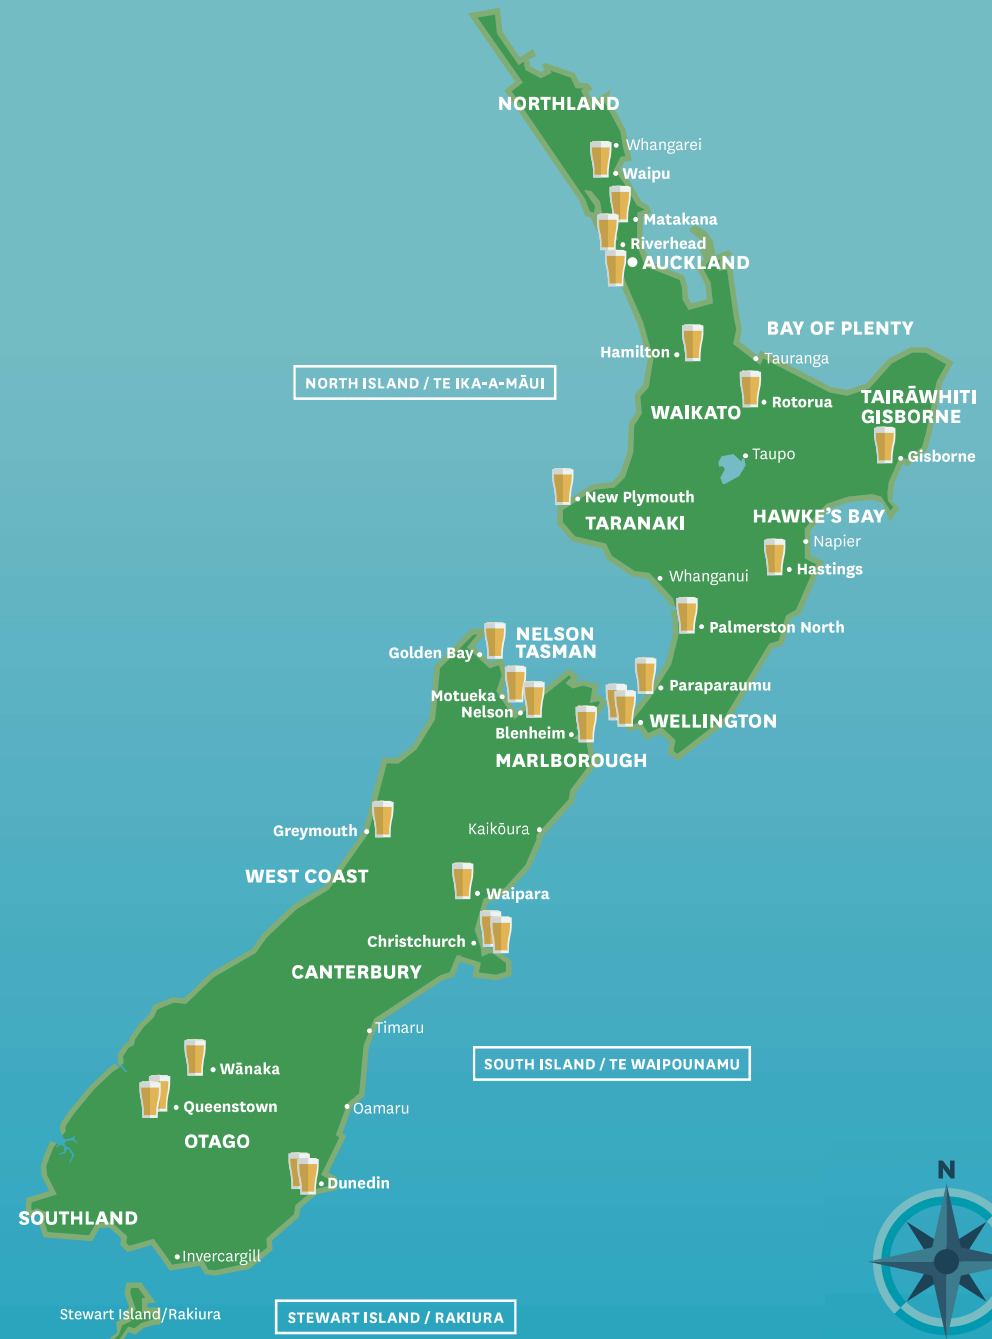 NORTHLAND
Whangarei
Waipu
Matakana
Riverhead
AUCKLAND
BAY OF PLENTY
Hamilton
Tauranga
NORTH ISLAND / TE IKA-A-MĀUI
TAIRĀWHITI
GISBORNE
Rotorua
WAIKATO
Taupo
Gisborne
New Plymouth
TARANAKI
HAWKE'S BAY
Napier
Hastings
Whanganui
Palmerston North
NELSON
TASMAN
Golden Bay
Paraparaumu
Motueka
Nelson
WELLINGTON
Blenheim
MARLBOROUGH
Greymouth
Kaikōura
WEST COAST
Waipara
Christchurch
CANTERBURY
Timaru
SOUTH ISLAND / TE WAIPOUNAMU
Wānaka
Queenstown
Oamaru
OTAGO
N
Dunedin
SOUTHLAND
Invercargill
Stewart Island/Rakiura
STEWART ISLAND / RAKIURA